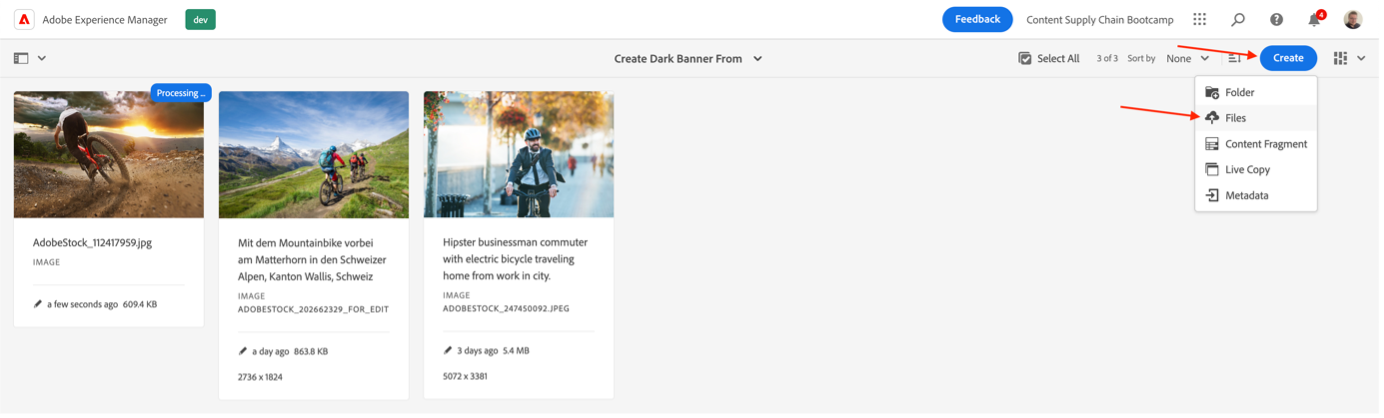 Adobe Experience Manager
dev
Feedback
Content Supply Chain Bootcamp
4
Create Dark Banner From
Select All
3 of 3
Sort by
None
Create
Folder
Files
Content Fragment
Live Copy
Metadata
Processing ...
AdobeStock_112417959.jpg
IMAGE
a few seconds ago 609.4 KB
Mit dem Mountainbike vorbei
am Matterhorn in den Schweizer
Alpen, Kanton Wallis, Schweiz
IMAGE
ADOBESTOCK_202662329_FOR_EDIT
a day ago 863.8 KB
2736 x 1824
Hipster businessman commuter
with electric bicycle traveling
home from work in city.
IMAGE
ADOBESTOCK_247450092.JPEG
3 days ago 5.4 MB
5072 x 3381